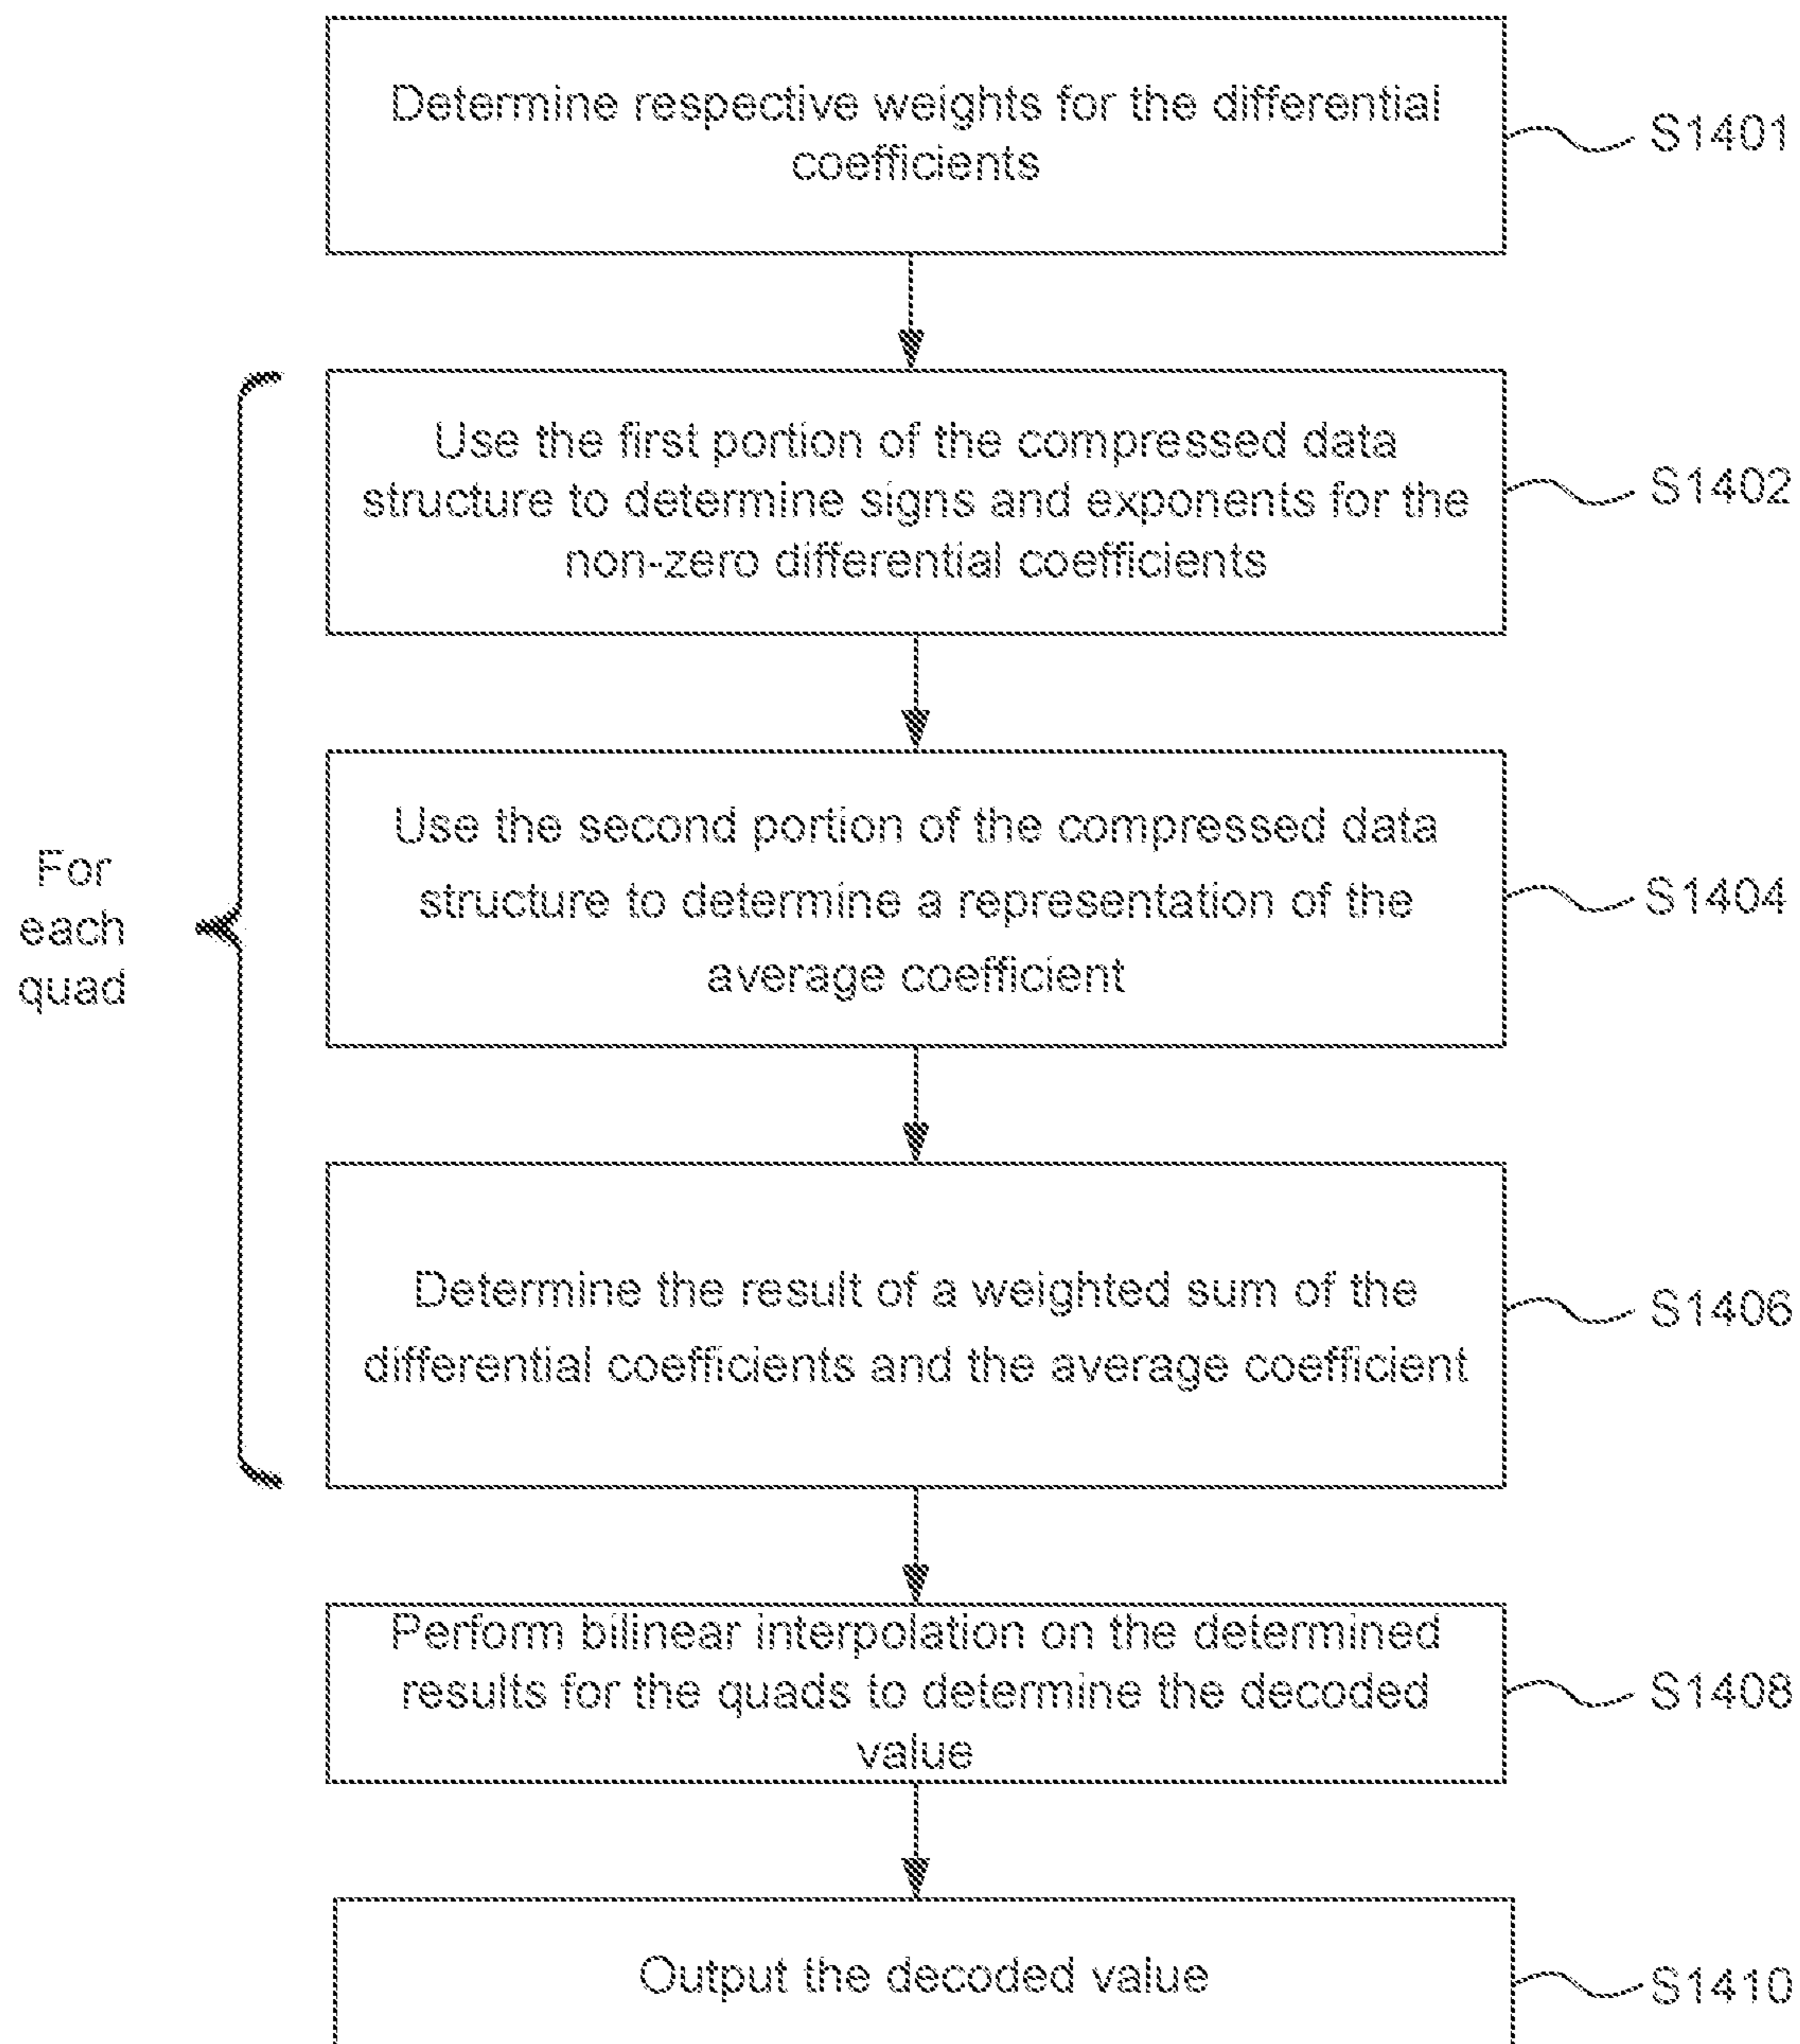 Determine respective weights for the differential
coefficients
S1401
Use the first portion of the compressed data
structure to determine signs and exponents for the
non-zero differential coefficients
S1402
For
each
quad
Use the second portion of the compressed data
structure to determine a representation of the
average coefficient
S1404
Determine the result of a weighted sum of the
differential coefficients and the average coefficient
S1406
Perform bilinear interpolation on the determined
results for the quads to determine the decoded
value
S1408
Output the decoded value
S1410